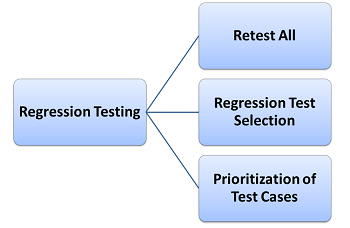 Retest All
Regression Testing
Regression Test
Selection
Prioritization of
Test Cases